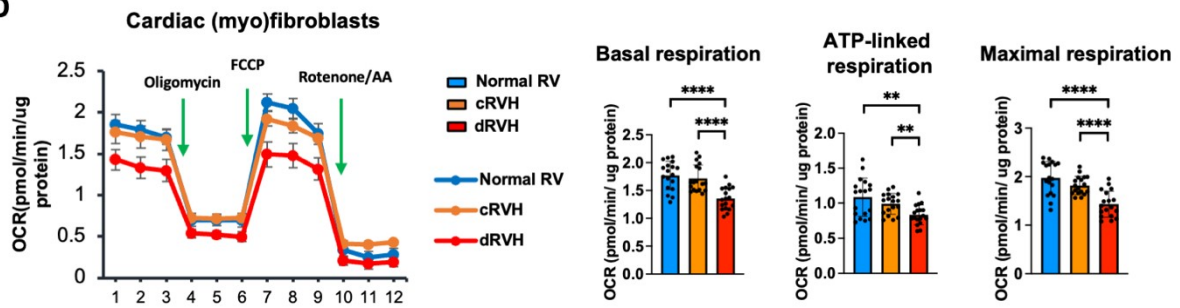 Cardiac (myo)fibroblasts
OCR(pmol/min/ug
protein)
2.5
2
1.5
1
0.5
0
Oligomycin
FCCP
Rotenone/AA
1 2 3 4 5 6 7 8 9 10 11 12
Normal RV
cRVH
dRVH
Normal RV
cRVH
dRVH
Basal respiration
OCR (pmol/min/ ug protein)
2.5
2.0
1.5
1.0
0.5
0.0
****
****
ATP-linked
respiration
OCR (pmol/min/ ug protein)
2.0
1.5
1.0
0.5
0.0
**
**
Maximal respiration
OCR (pmol/min/ ug protein)
3
2
1
0
****
****